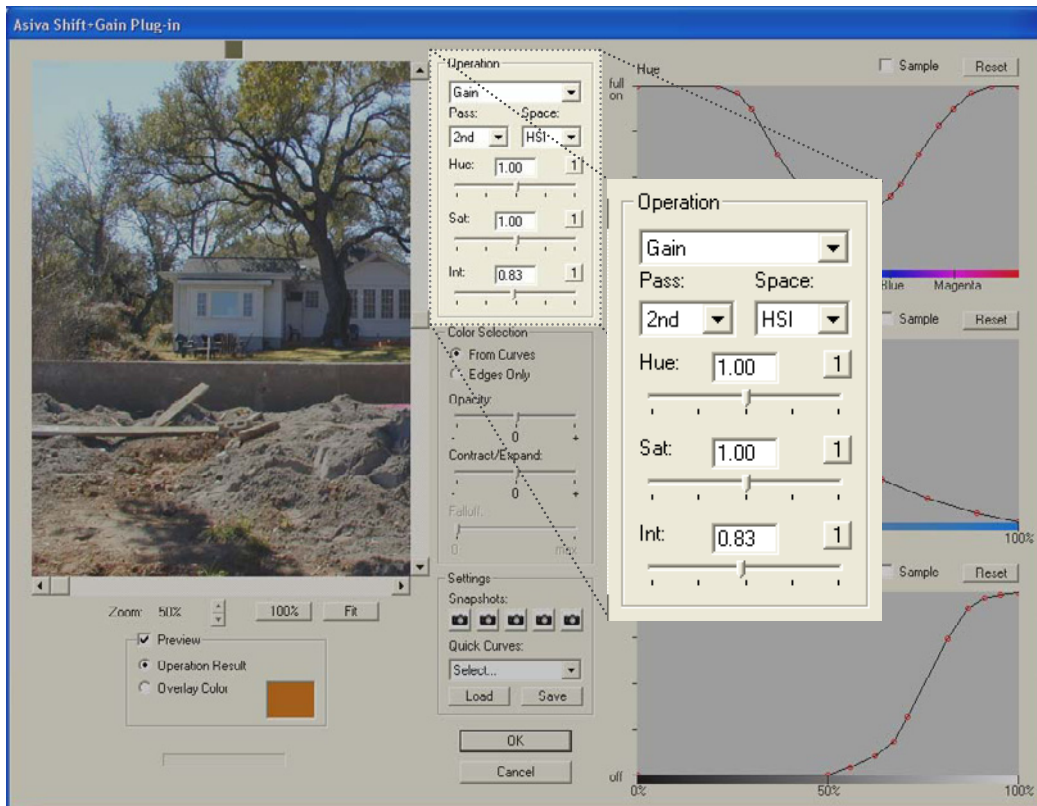 Asiva Shift+Gain Plug-in
Operation
Gain
Pass: Space:
2nd HSI
Hue: 1.00 1
Sat: 1.00 1
Int: 0.83 1
Color Selection
From Curves
Edges Only
Opacity:
- 0 +
Contract/Expand:
- 0 +
Falloff:
0 max
Settings
Snapshots:
Quick Curves:
Select...
Load Save
OK
Cancel
Zoom: 50% 100% Fit
Preview
Operation Result
Overlay Color
Hue Sample Reset
full
on
Blue Magenta
Sample Reset
100%
Sample Reset
off
0% 50% 100%
Operation
Gain
Pass: Space:
2nd HSI
Hue: 1.00 1
Sat: 1.00 1
Int: 0.83 1